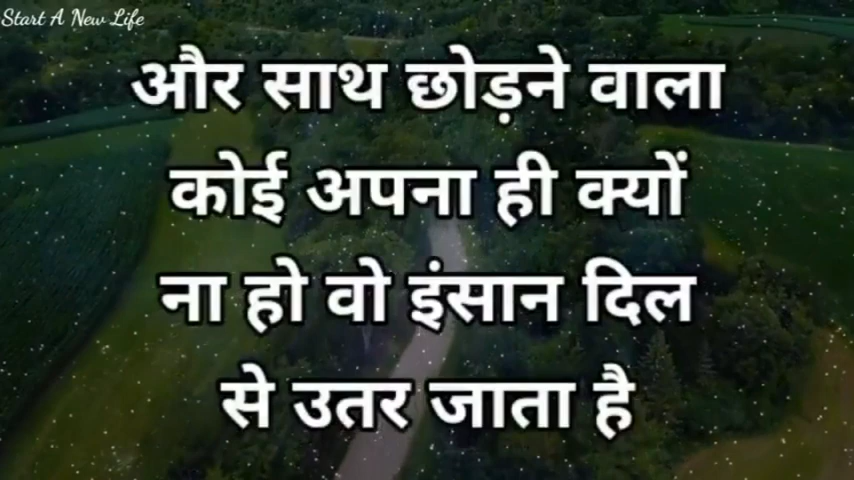 Start A New Life
और साथ छोड़ने वाला
कोई अपना ही क्यों
ना हो वो इंसान दिल
से उतर जाता है